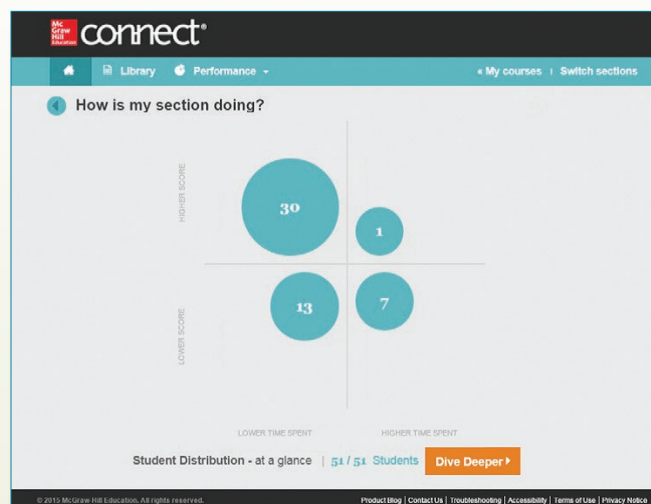 Mc
Graw
Hill
Education
connect®
Library
Performance
« My courses | Switch sections
How is my section doing?
HIGHER SCORE
30
1
LOWER SCORE
13
7
LOWER TIME SPENT
HIGHER TIME SPENT
Student Distribution - at a glance | 51 / 51 Students
Dive Deeper
© 2015 McGraw Hill Education. All rights reserved.
Product Blog | Contact Us | Troubleshooting | Accessibility | Terms of Use | Privacy Notice